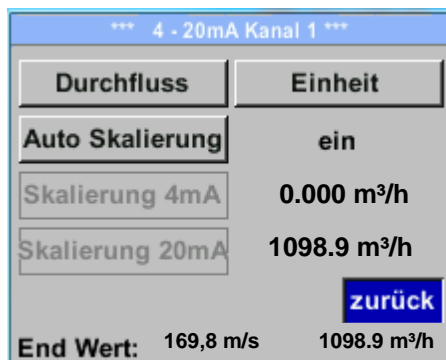 *** 4 - 20mA Kanal 1 ***
Durchfluss Einheit
Auto Skalierung ein
Skalierung 4mA 0.000 m³/h
Skalierung 20mA 1098.9 m³/h
zurück
End Wert: 169,8 m/s 1098.9 m³/h